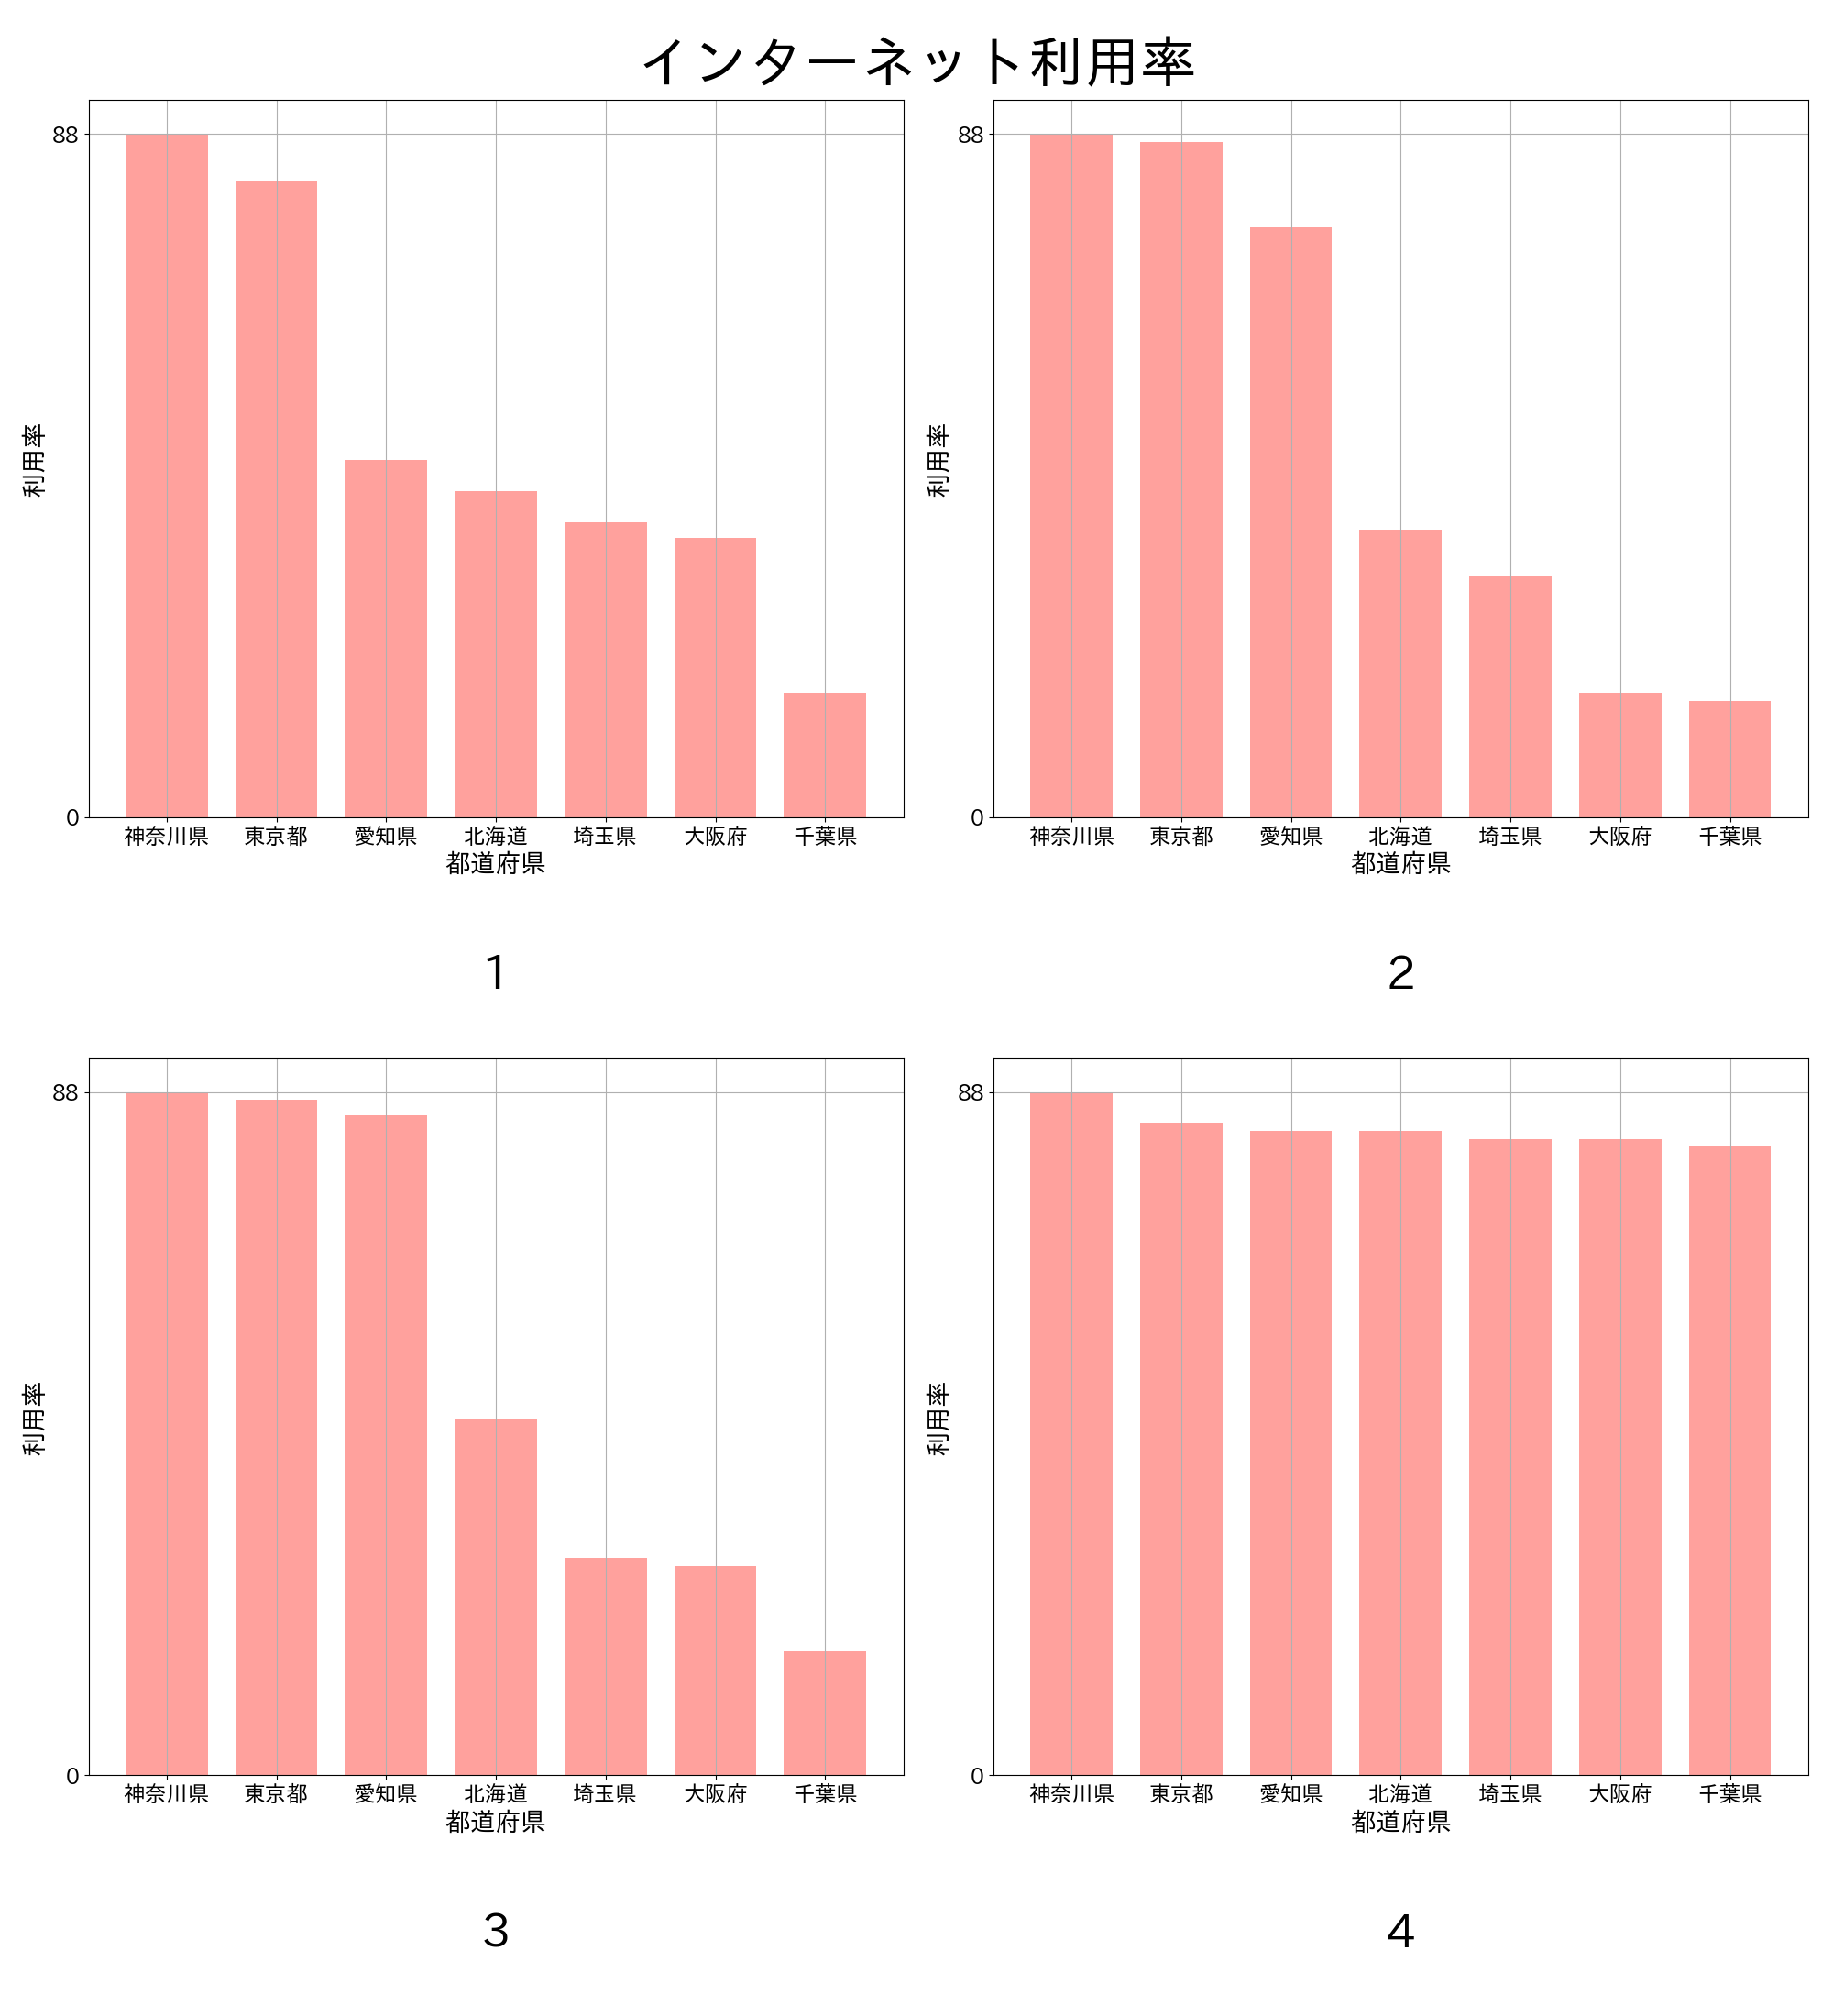 インターネット利用率
88
0
利用率
神奈川県 東京都 愛知県 北海道 埼玉県 大阪府 千葉県
都道府県
1
88
0
利用率
神奈川県 東京都 愛知県 北海道 埼玉県 大阪府 千葉県
都道府県
2
88
0
利用率
神奈川県 東京都 愛知県 北海道 埼玉県 大阪府 千葉県
都道府県
3
88
0
利用率
神奈川県 東京都 愛知県 北海道 埼玉県 大阪府 千葉県
都道府県
4